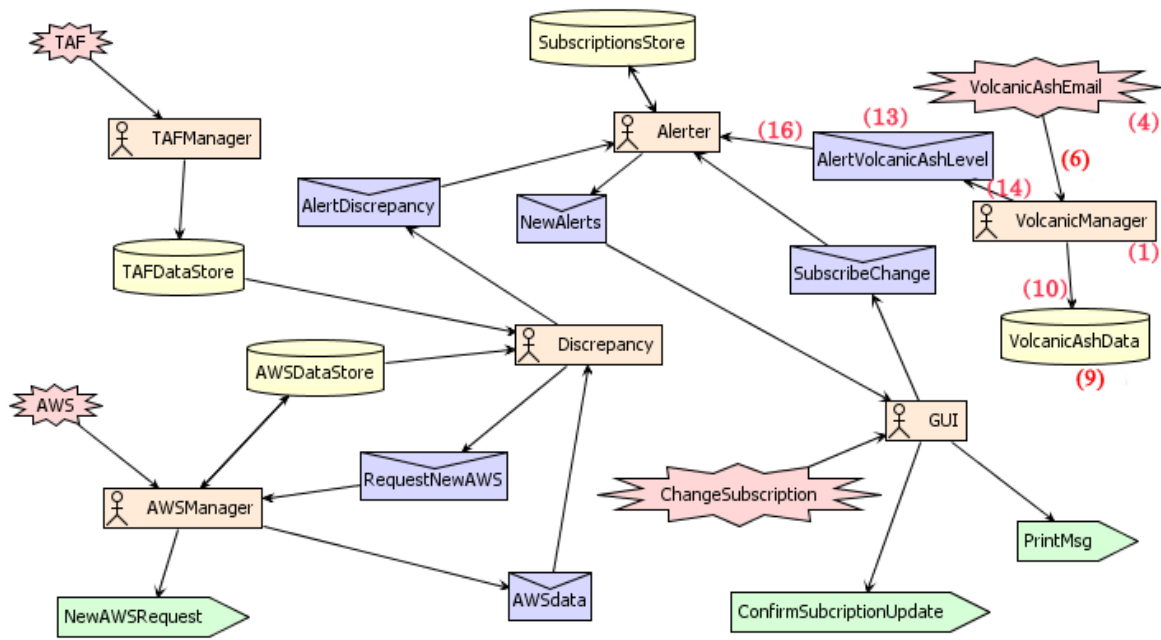 TAF
SubscriptionsStore
VolcanicAshEmail
(4)
TAFManager
Alerter
(16)
(13)
AlertVolcanicAshLevel
(6)
(14)
AlertDiscrepancy
NewAlerts
VolcanicManager
(1)
TAFDataStore
SubscribeChange
(10)
VolcanicAshData
(9)
Discrepancy
AWSDataStore
AWS
GUI
RequestNewAWS
ChangeSubscription
AWSManager
PrintMsg
AWSdata
NewAWSRequest
ConfirmSubcriptionUpdate